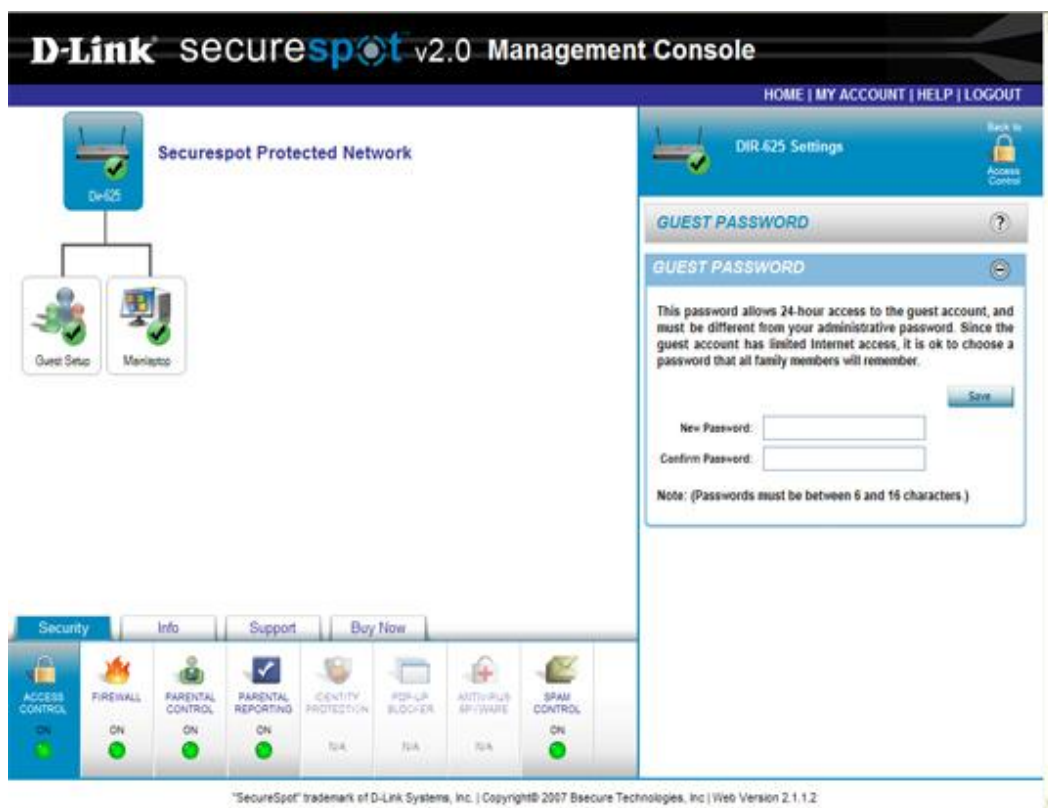 D-Link securespot v2.0 Management Console
HOME | MY ACCOUNT | HELP | LOGOUT
Dir-625
Securespot Protected Network
Guest Setup
Mainlaptop
DIR-625 Settings
Back to
Access
Control
GUEST PASSWORD
?
GUEST PASSWORD
This password allows 24-hour access to the guest account, and
must be different from your administrative password. Since the
guest account has limited Internet access, it is ok to choose a
password that all family members will remember.
Save
New Password:
Confirm Password:
Note: (Passwords must be between 6 and 16 characters.)
Security
Info
Support
Buy Now
ACCESS
CONTROL
ON
FIREWALL
ON
PARENTAL
CONTROL
ON
PARENTAL
REPORTING
ON
IDENTITY
PROTECTION
N/A
POP-UP
BLOCKER
N/A
ANTIVIRUS
SPYWARE
N/A
SPAM
CONTROL
ON
"SecureSpot" trademark of D-Link Systems, Inc. | Copyright® 2007 Bsecure Technologies, Inc | Web Version 2.1.1.2